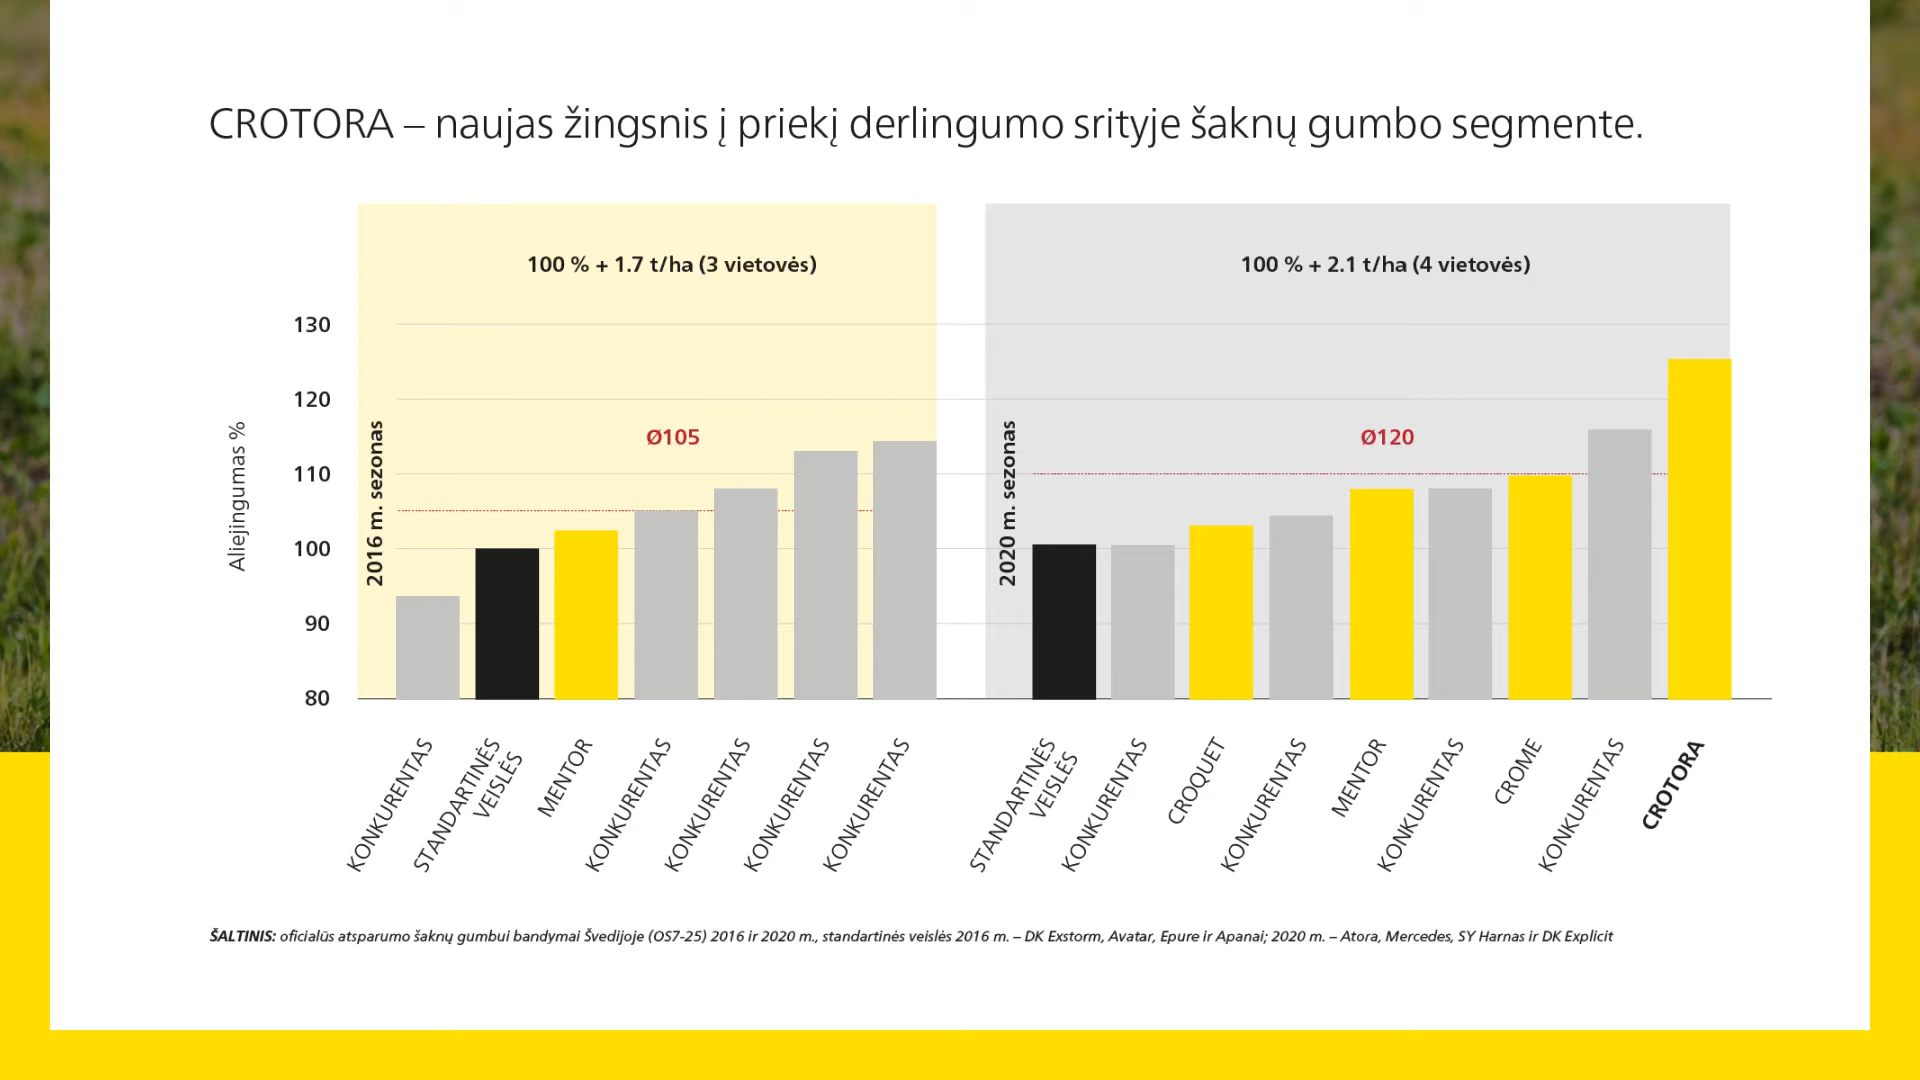 CROTORA – naujas žingsnis į priekį derlingumo srityje šaknų gumbo segmente.
100 % + 1.7 t/ha (3 vietovės)
100 % + 2.1 t/ha (4 vietovės)
130
120
110
100
90
80
Aliejingumas %
2016 m. sezonas
Ø105
2020 m. sezonas
Ø120
KONKURENTAS
STANDARTINĖS
VEISLĖS
MENTOR
KONKURENTAS
KONKURENTAS
KONKURENTAS
KONKURENTAS
STANDARTINĖS
VEISLĖS
KONKURENTAS
CROQUET
KONKURENTAS
MENTOR
KONKURENTAS
CROME
KONKURENTAS
CROTORA
ŠALTINIS: oficialūs atsparumo šaknų gumbui bandymai Švedijoje (OS7-25) 2016 ir 2020 m., standartinės veislės 2016 m. – DK Exstorm, Avatar, Epure ir Apanai; 2020 m. – Atora, Mercedes, SY Harnas ir DK Explicit